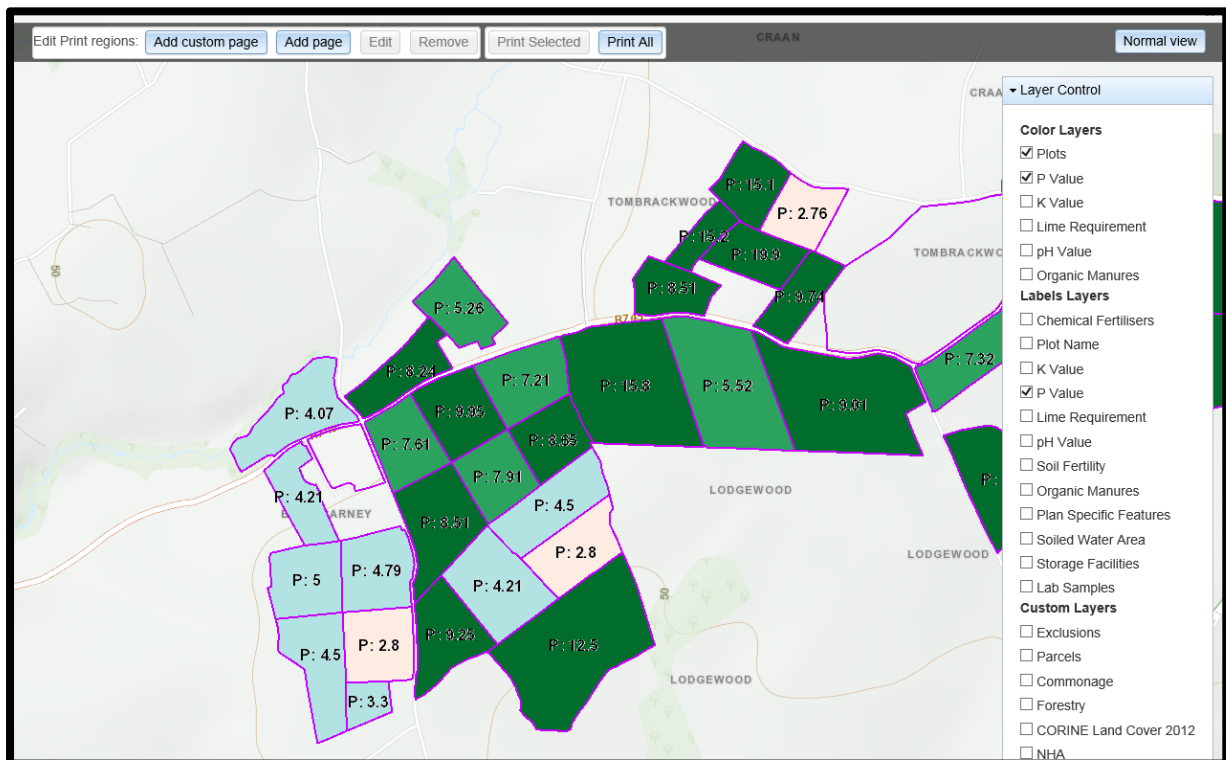 Edit Print regions: Add custom page Add page Edit Remove Print Selected Print All CRAAN Normal view
Layer Control
Color Layers
Plots
P Value
K Value
Lime Requirement
pH Value
Organic Manures
Labels Layers
Chemical Fertilisers
Plot Name
K Value
P Value
Lime Requirement
pH Value
Soil Fertility
Organic Manures
Plan Specific Features
Soiled Water Area
Storage Facilities
Lab Samples
Custom Layers
Exclusions
Parcels
Commonage
Forestry
CORINE Land Cover 2012
NHA
P: 15.1
TOMBRACKWOOD
P: 2.76
P: 15.2
P: 19.9
50
P: 8.51
P: 9.74
P: 5.26
P: 7.32
P: 8.24
P: 7.21
P: 15.8
P: 5.52
P: 9.01
P: 9.95
P: 4.07
P: 7.61
P: 8.65
P: 7.91
P:
P: 4.21
LODGEWOOD
P: 4.5
P: 8.51
P: 2.8
LODGEWOOD
P: 5
P: 4.79
P: 4.21
50
P: 9.25
P: 2.8
P: 12.5
P: 4.5
LODGEWOOD
P: 3.3